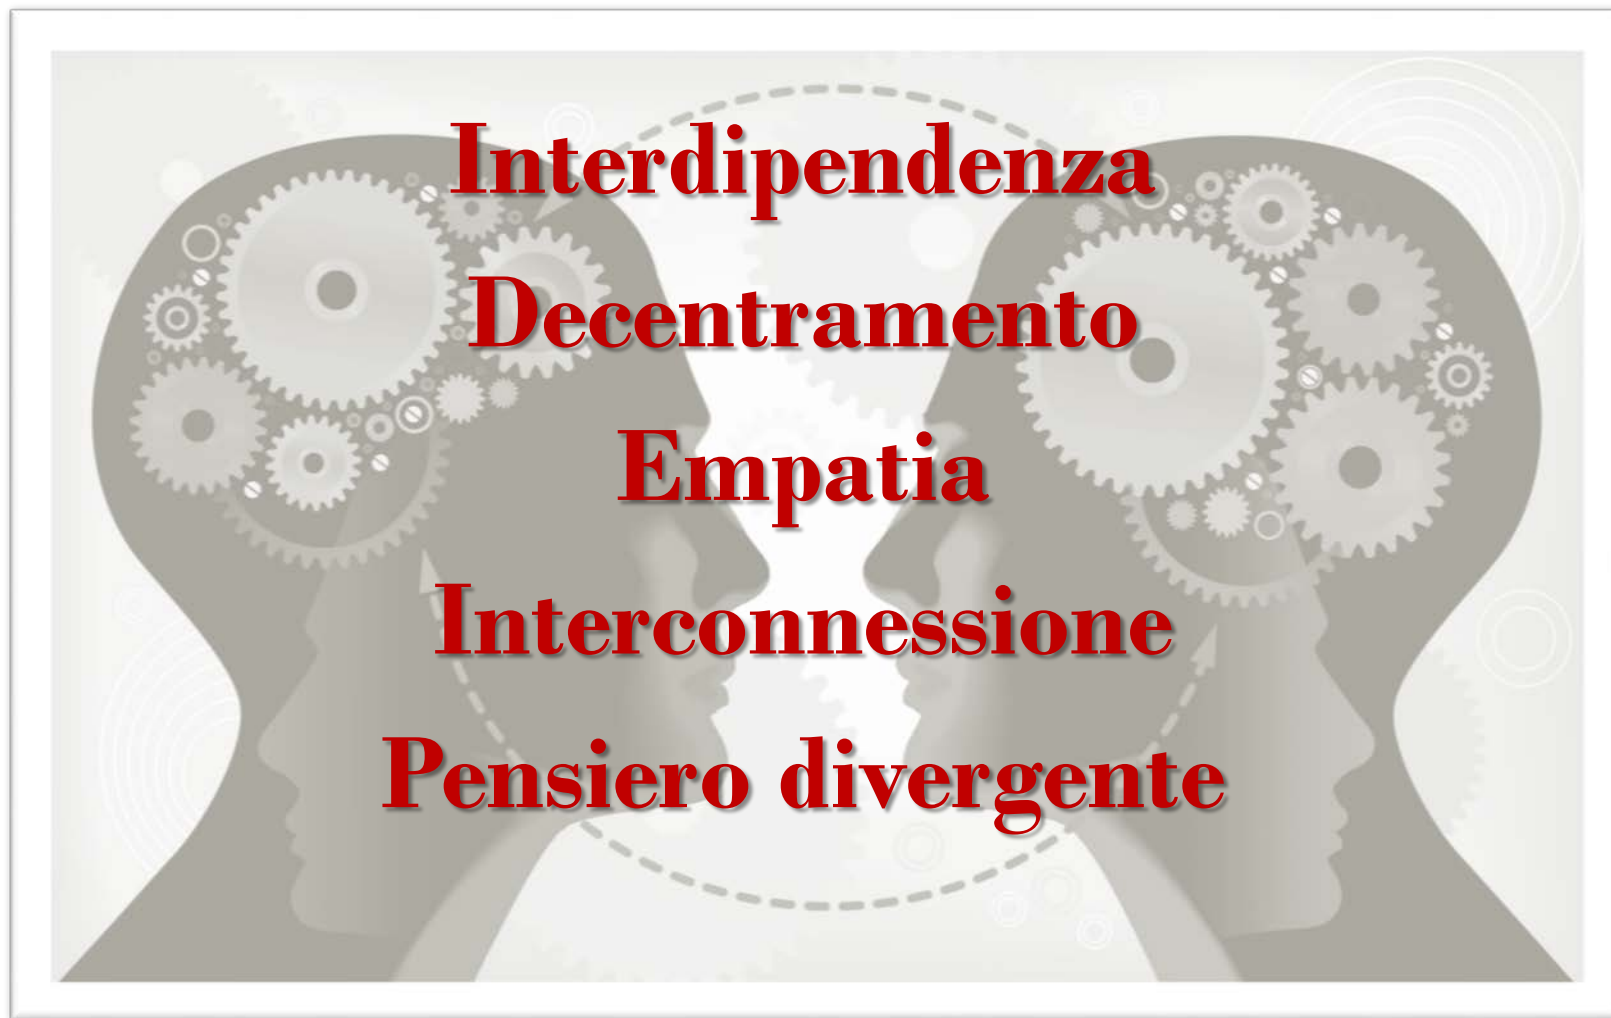 Interdipendenza
Decentramento
Empatia
Interconnessione
Pensiero divergente